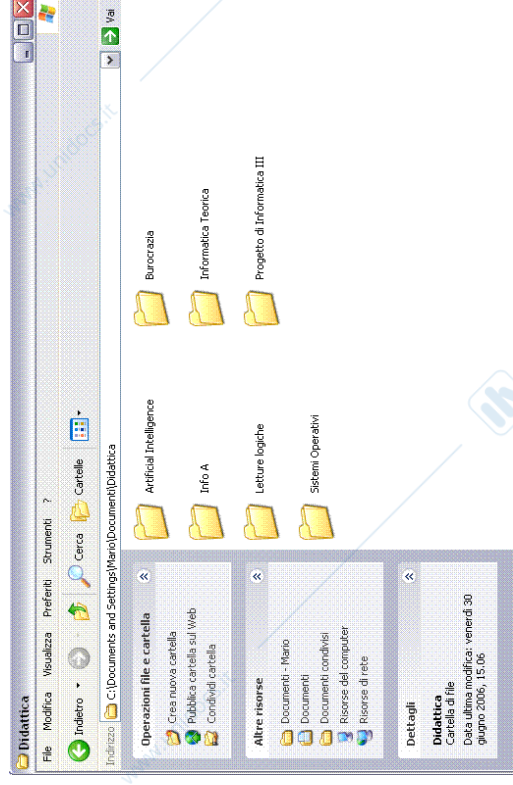 Didattica
File Modifica Visualizza Preferiti Strumenti ?
Indietro Cerca Cartelle
Indirizzo C:\Documents and Settings\Mario\Documenti\Didattica Vai
Operazioni file e cartella
Crea nuova cartella
Pubblica cartella sul Web
Condividi cartella
Altre risorse
Documenti - Mario
Documenti
Documenti condivisi
Risorse del computer
Risorse di rete
Dettagli
Didattica
Cartella di file
Data ultima modifica: venerdì 30
giugno 2006, 15.06
Artificial Intelligence
Burocrazia
Info A
Informatica Teorica
Letture logiche
Progetto di Informatica III
Sistemi Operativi
www.unidocs.it